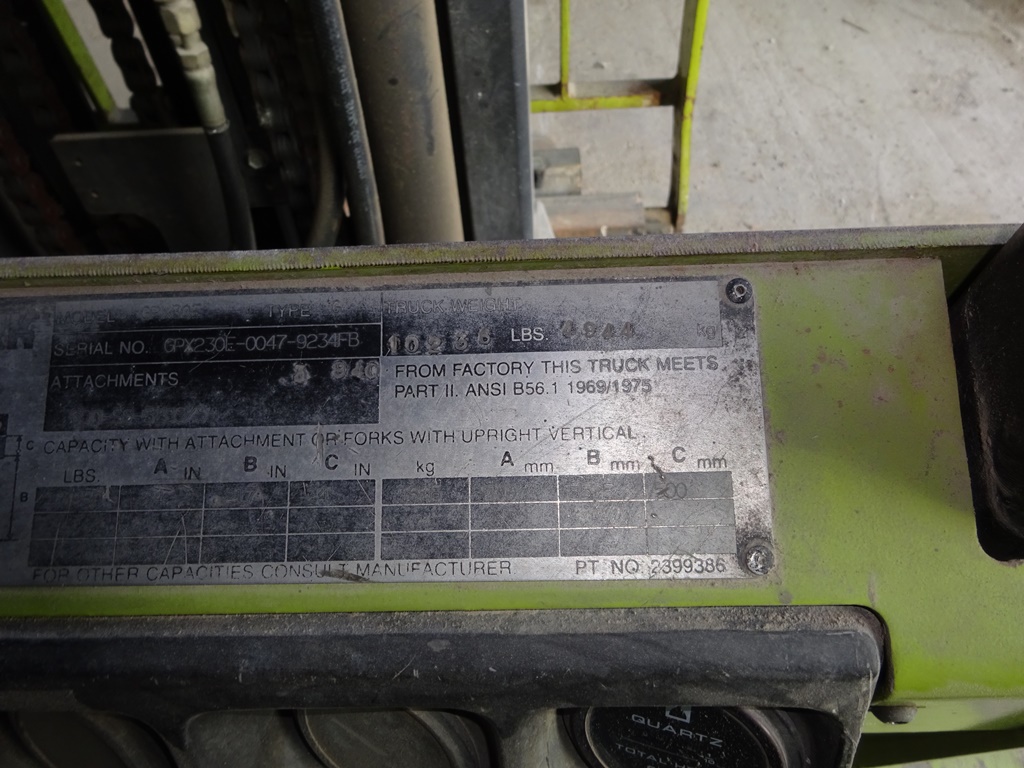 TYPE
TRUCK WEIGHT
SERIAL NO. GPX230E-0047-9234FB
LBS.
kg
ATTACHMENTS
FROM FACTORY THIS TRUCK MEETS
PART II. ANSI B56.1 1969/1975
C
CAPACITY WITH ATTACHMENT OR FORKS WITH UPRIGHT VERTICAL
LBS. A IN B IN C IN kg A mm B mm C mm
B
FOR OTHER CAPACITIES CONSULT MANUFACTURER PT NO 2399386
QUARTZ
TOTAL